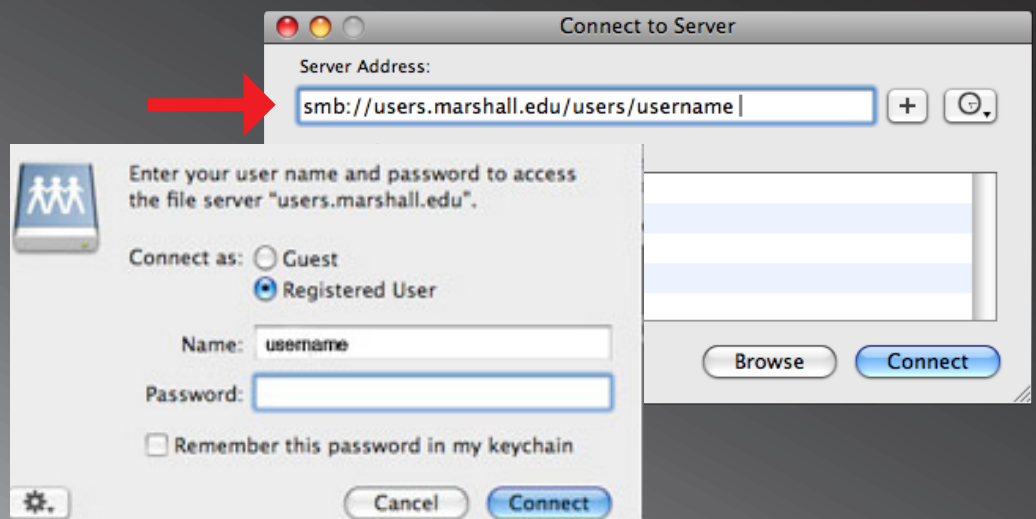 Connect to Server
Server Address:
smb://users.marshall.edu/users/username
+
Enter your user name and password to access
the file server "users.marshall.edu".
Connect as: Guest
Registered User
Name: username
Password:
Remember this password in my keychain
Cancel Connect
Browse Connect